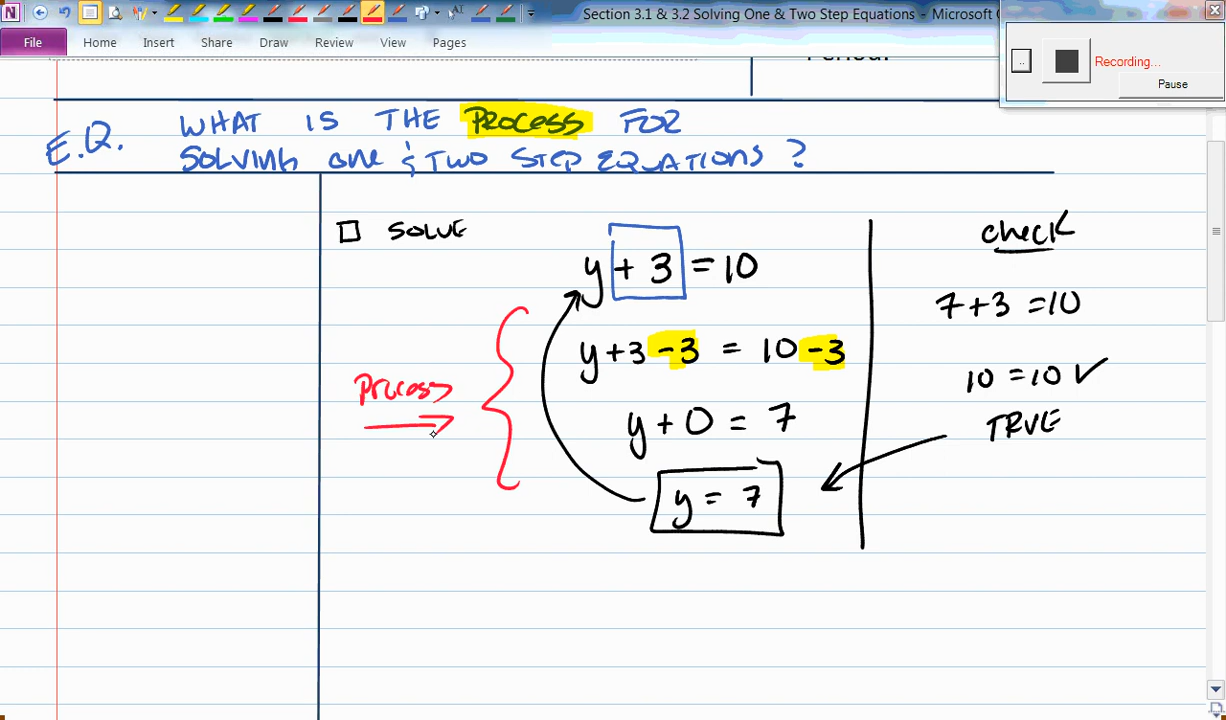 Section 3.1 & 3.2 Solving One & Two Step Equations - Microsoft
File Home Insert Share Draw Review View Pages
Recording...
Pause
E.Q. WHAT IS THE PROCESS FOR
SOLVING one & TWO STEP EQUATIONS ?
SOLVE
y + 3 = 10
y + 3 - 3 = 10 - 3
y + 0 = 7
y = 7
Process
check
7 + 3 = 10
10 = 10 ✓
TRUE